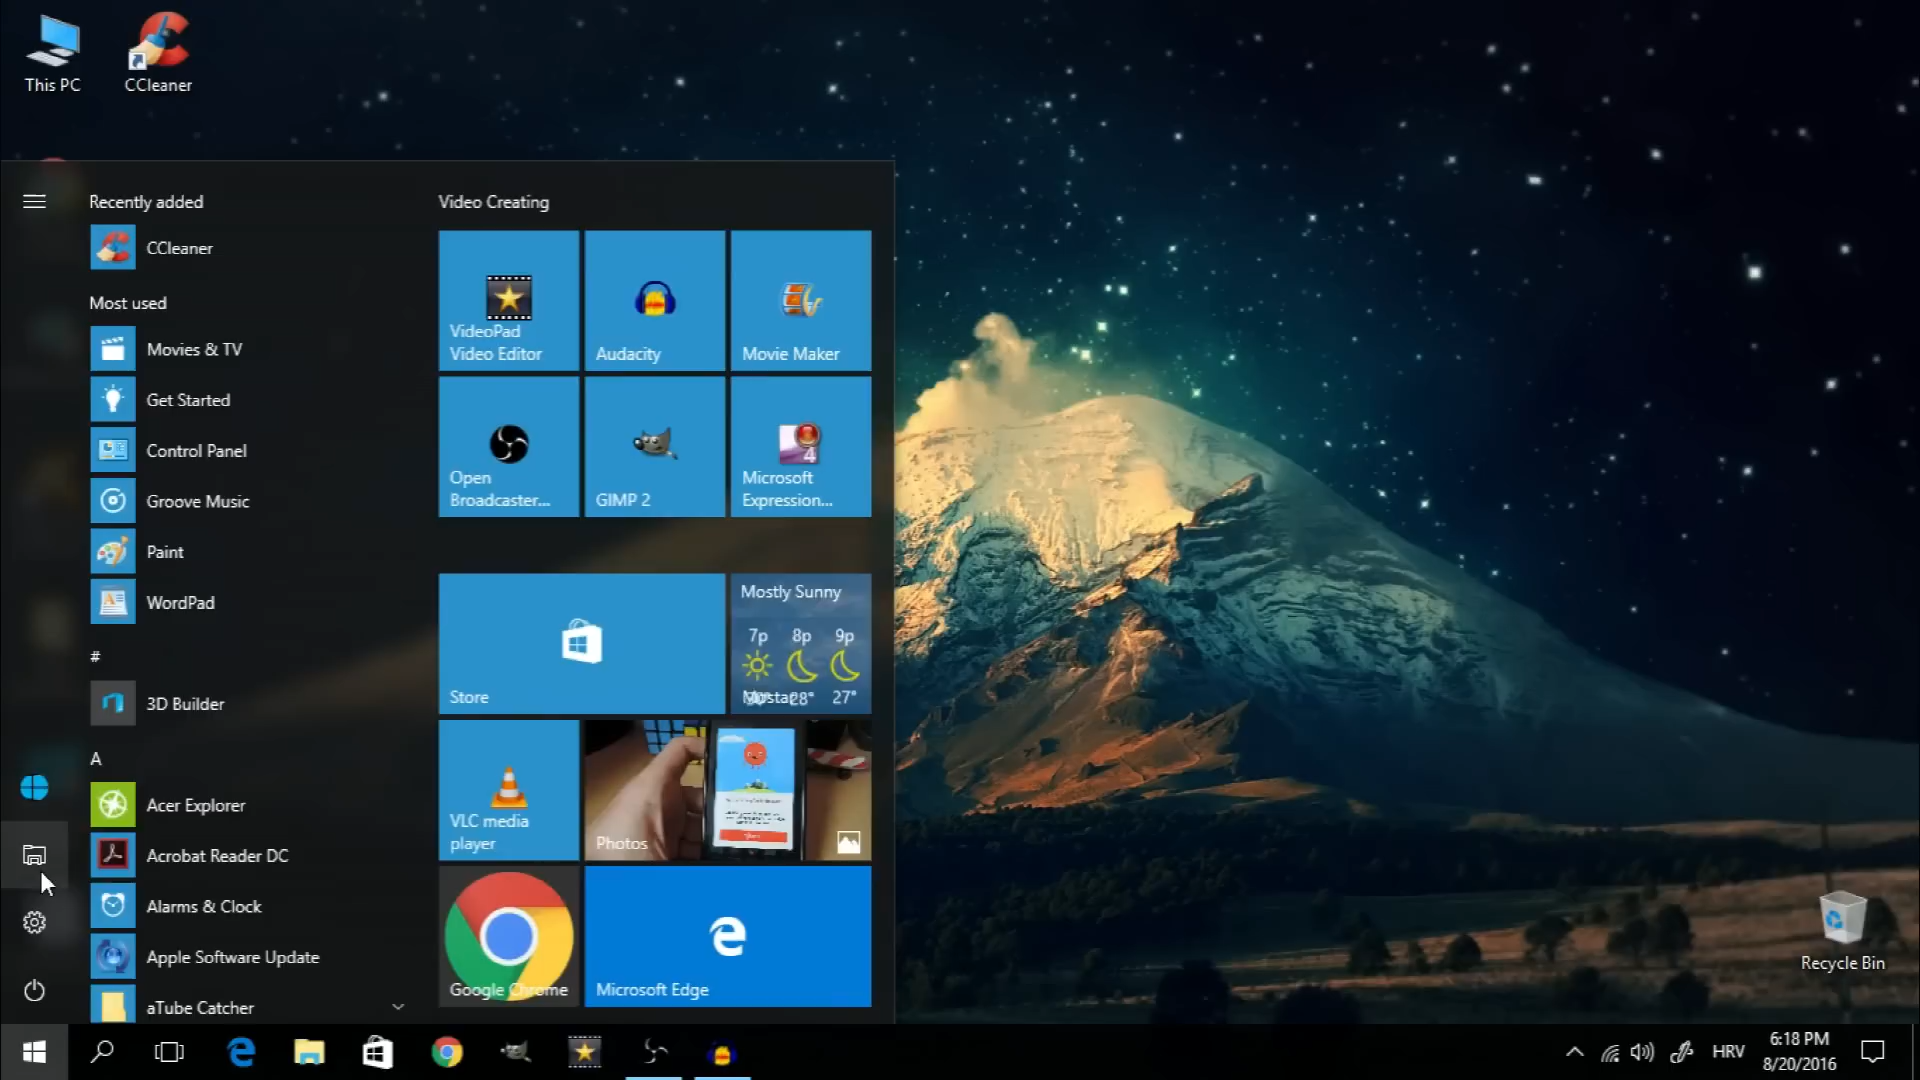 This PC
CCleaner
Recently added
CCleaner
Most used
Movies & TV
Get Started
Control Panel
Groove Music
Paint
WordPad
#
3D Builder
A
Acer Explorer
Acrobat Reader DC
Alarms & Clock
Apple Software Update
aTube Catcher
Video Creating
VideoPad
Video Editor
Audacity
Movie Maker
Open
Broadcaster...
GIMP 2
4
Microsoft
Expression...
Store
Mostly Sunny
7p 8p 9p
28° 27°
Mostar
VLC media
player
Photos
Google Chrome
Microsoft Edge
Recycle Bin
HRV
6:18 PM
8/20/2016